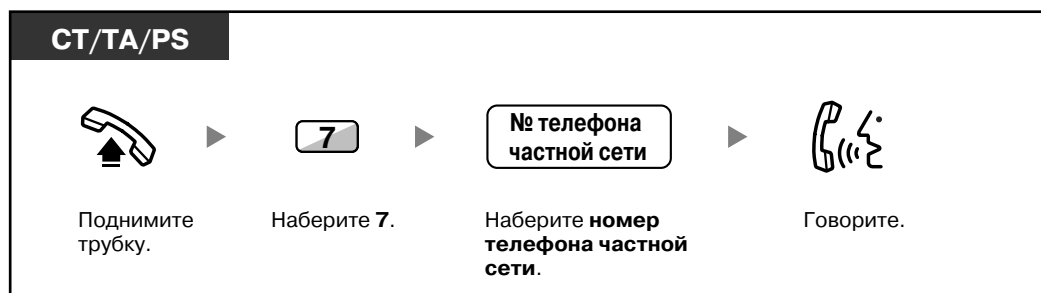 CT/TA/PS
7
№ телефона
частной сети
Поднимите
трубку.
Наберите 7.
Наберите номер
телефона частной
сети.
Говорите.